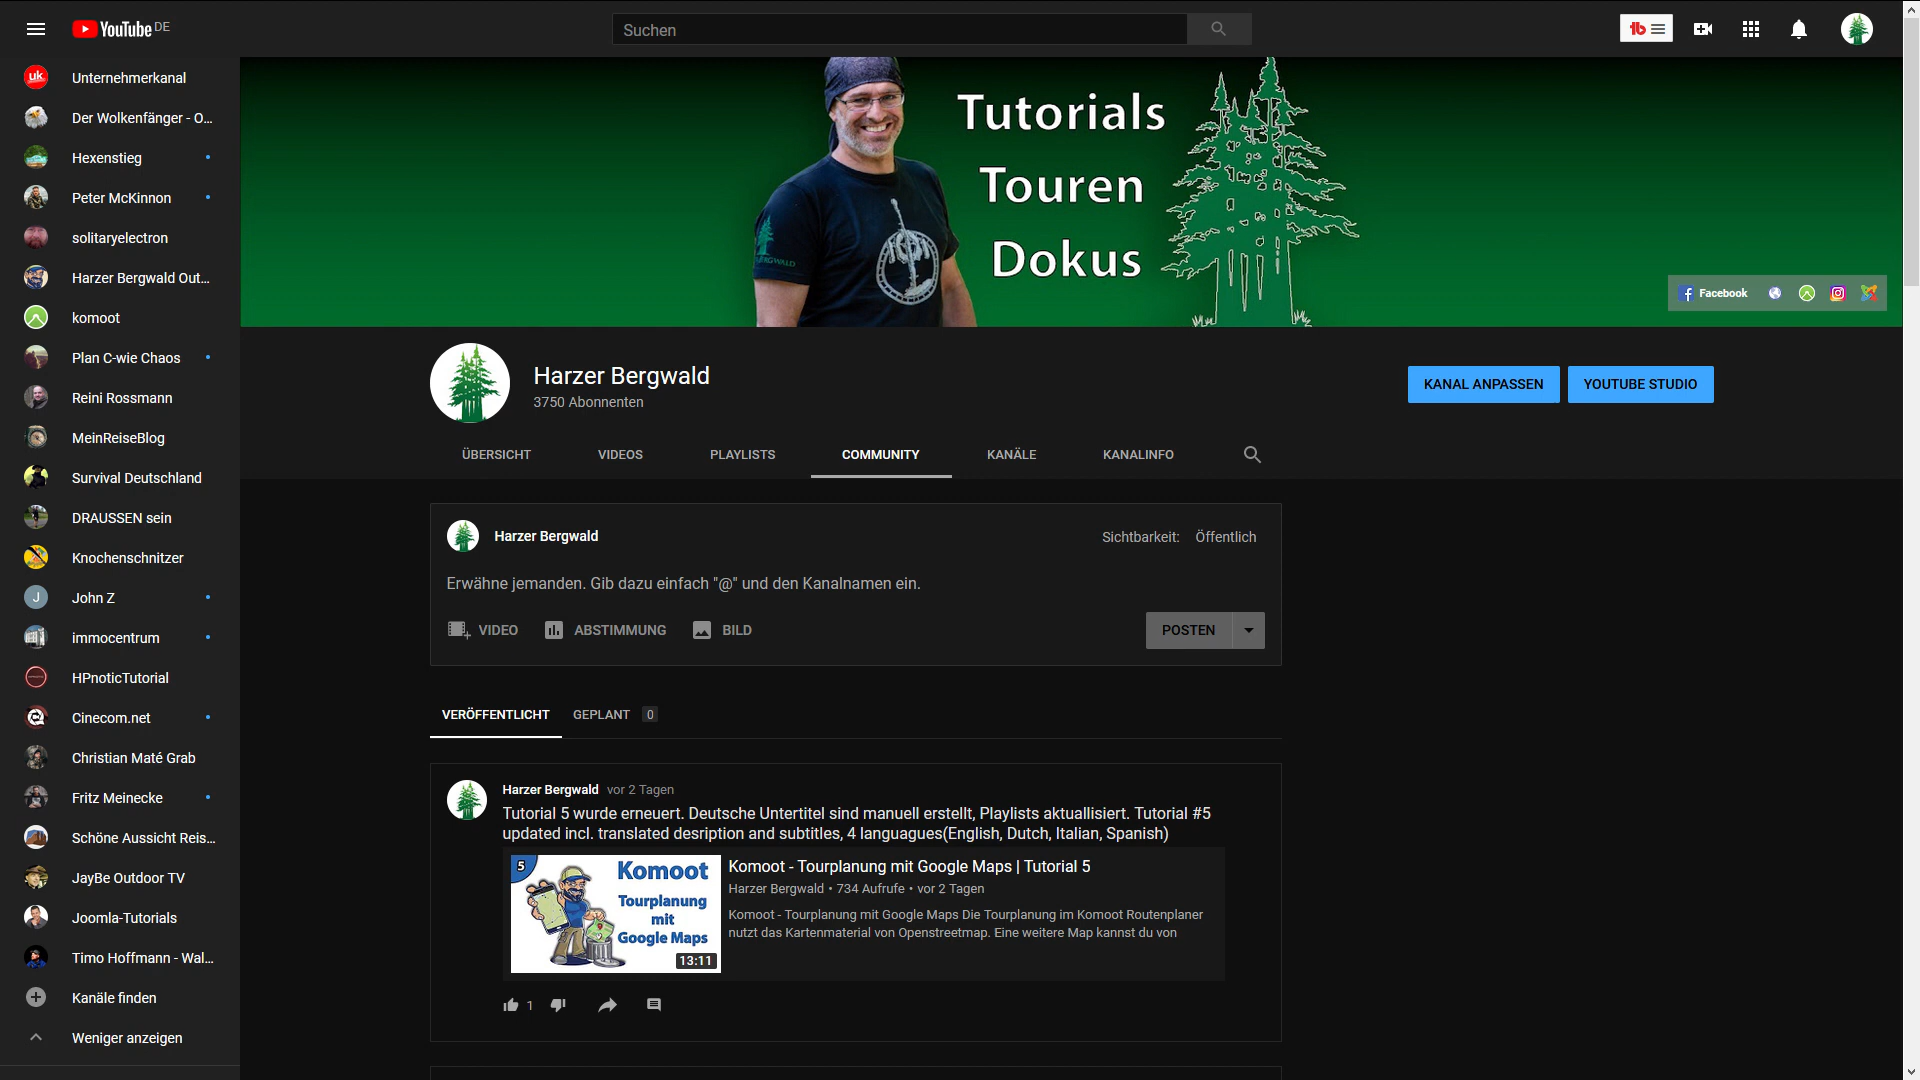 YouTube DE
Suchen
Unternehmerkanal
Der Wolkenfänger - O...
Hexenstieg
Peter McKinnon
solitaryelectron
Harzer Bergwald Out...
komoot
Plan C-wie Chaos
Reini Rossmann
MeinReiseBlog
Survival Deutschland
DRAUSSEN sein
Knochenschnitzer
J John Z
immocentrum
HPnoticTutorial
Cinecom.net
Christian Maté Grab
Fritz Meinecke
Schöne Aussicht Reis...
JayBe Outdoor TV
Joomla-Tutorials
Timo Hoffmann - Wal...
Kanäle finden
Weniger anzeigen
Tutorials
Touren
Dokus
Facebook
Harzer Bergwald
3750 Abonnenten
KANAL ANPASSEN
YOUTUBE STUDIO
ÜBERSICHT
VIDEOS
PLAYLISTS
COMMUNITY
KANÄLE
KANALINFO
Harzer Bergwald
Sichtbarkeit: Öffentlich
Erwähne jemanden. Gib dazu einfach "@" und den Kanalnamen ein.
VIDEO
ABSTIMMUNG
BILD
POSTEN
VERÖFFENTLICHT
GEPLANT 0
Harzer Bergwald vor 2 Tagen
Tutorial 5 wurde erneuert. Deutsche Untertitel sind manuell erstellt, Playlists aktuallisiert. Tutorial #5
updated incl. translated desription and subtitles, 4 languagues(English, Dutch, Italian, Spanish)
5
Komoot
Tourplanung
mit
Google Maps
13:11
Komoot - Tourplanung mit Google Maps | Tutorial 5
Harzer Bergwald • 734 Aufrufe • vor 2 Tagen
Komoot - Tourplanung mit Google Maps Die Tourplanung im Komoot Routenplaner
nutzt das Kartenmaterial von Openstreetmap. Eine weitere Map kannst du von
1